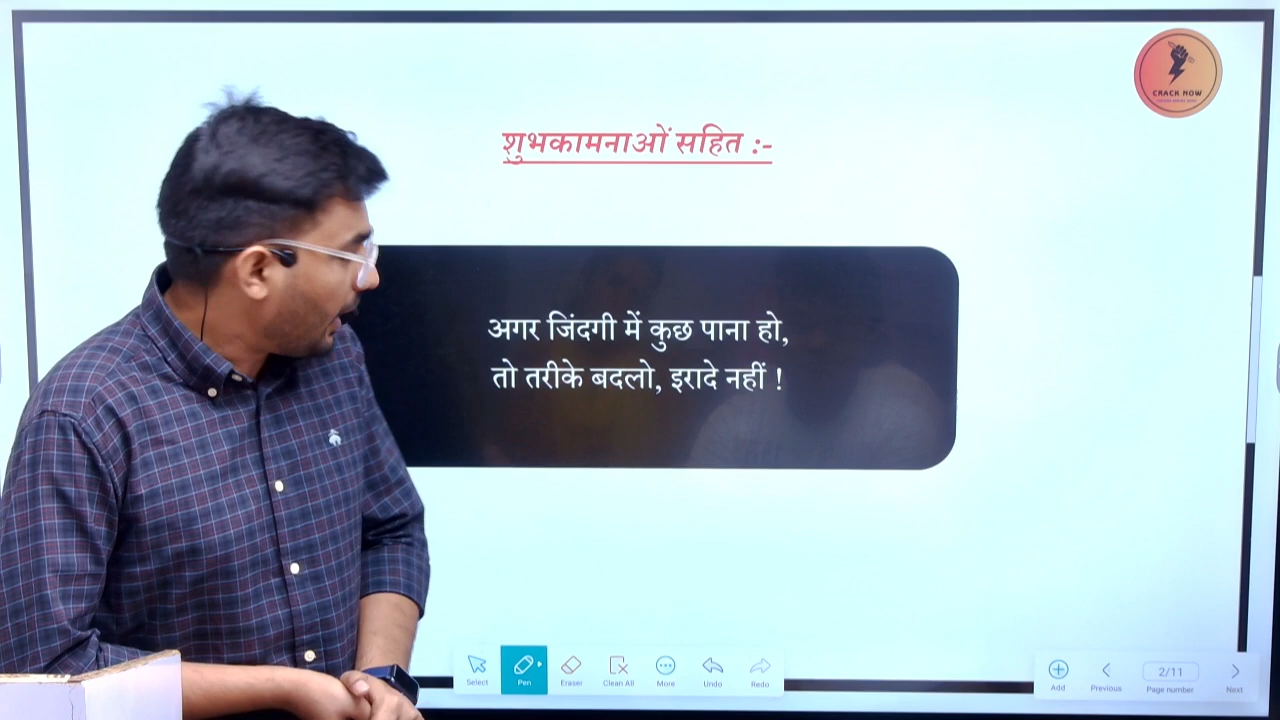 CRACK NOW
शुभकामनाओं सहित :-
अगर जिंदगी में कुछ पाना हो,
तो तरीके बदलो, इरादे नहीं !
Select
Pen
Eraser
Clean All
More
Undo
Redo
Add
Previous
2/11
Page number
Next